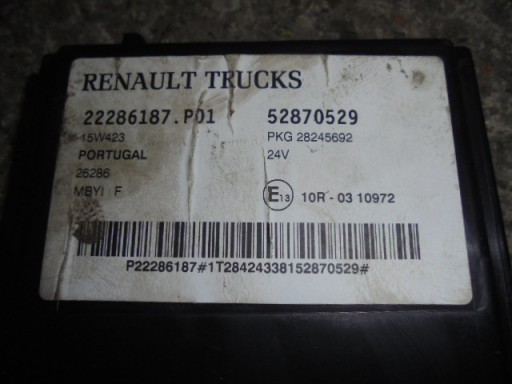 RENAULT TRUCKS
22286187.P01 52870529
15W423 PKG 28245692
PORTUGAL 24V
26286
MBYI F E13 10R - 03 10972
P22286187#1T28424338152870529#